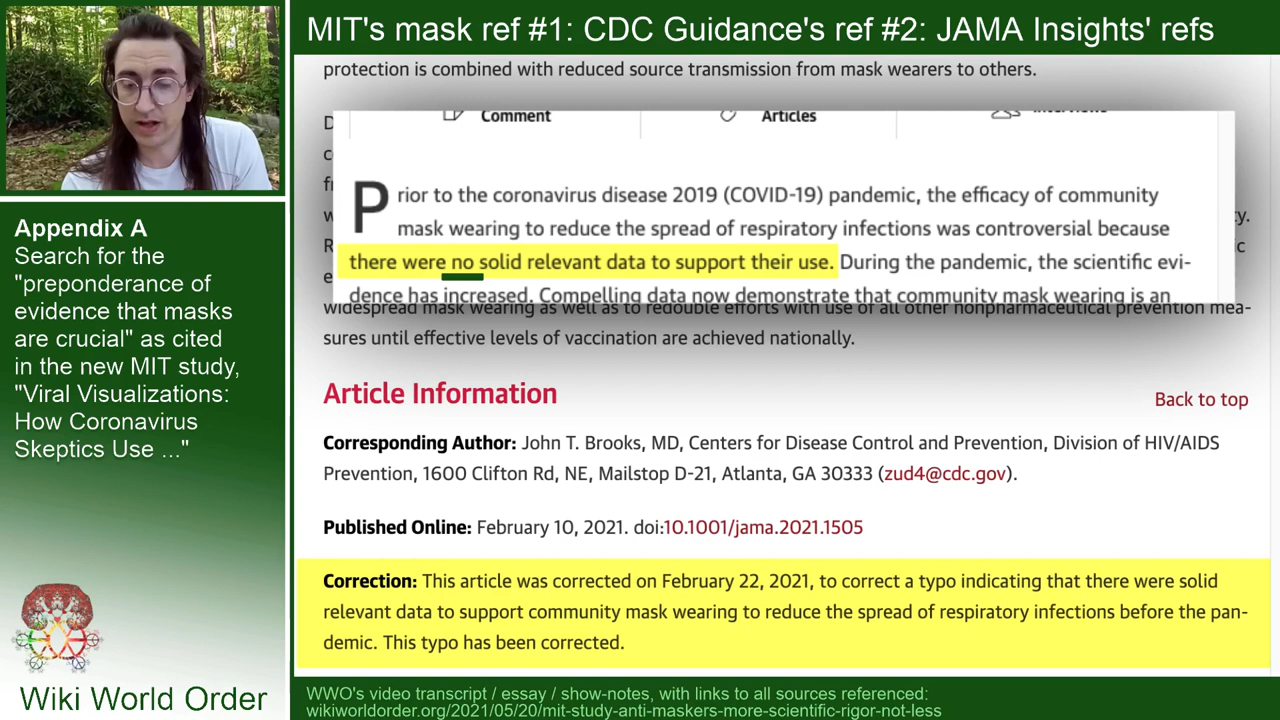 MIT's mask ref #1: CDC Guidance's ref #2: JAMA Insights' refs
Appendix A
Search for the
"preponderance of
evidence that masks
are crucial" as cited
in the new MIT study,
"Viral Visualizations:
How Coronavirus
Skeptics Use ..."
Wiki World Order
protection is combined with reduced source transmission from mask wearers to others.
Comment
Articles
Prior to the coronavirus disease 2019 (COVID-19) pandemic, the efficacy of community
mask wearing to reduce the spread of respiratory infections was controversial because
there were no solid relevant data to support their use. During the pandemic, the scientific evi-
dence has increased. Compelling data now demonstrate that community mask wearing is an
widespread mask wearing as well as to redouble efforts with use of all other nonpharmaceutical prevention mea-
sures until effective levels of vaccination are achieved nationally.
Article Information
Back to top
Corresponding Author: John T. Brooks, MD, Centers for Disease Control and Prevention, Division of HIV/AIDS
Prevention, 1600 Clifton Rd, NE, Mailstop D-21, Atlanta, GA 30333 (zud4@cdc.gov).
Published Online: February 10, 2021. doi:10.1001/jama.2021.1505
Correction: This article was corrected on February 22, 2021, to correct a typo indicating that there were solid
relevant data to support community mask wearing to reduce the spread of respiratory infections before the pan-
demic. This typo has been corrected.
WWO's video transcript / essay / show-notes, with links to all sources referenced:
wikiworldorder.org/2021/05/20/mit-study-anti-maskers-more-scientific-rigor-not-less